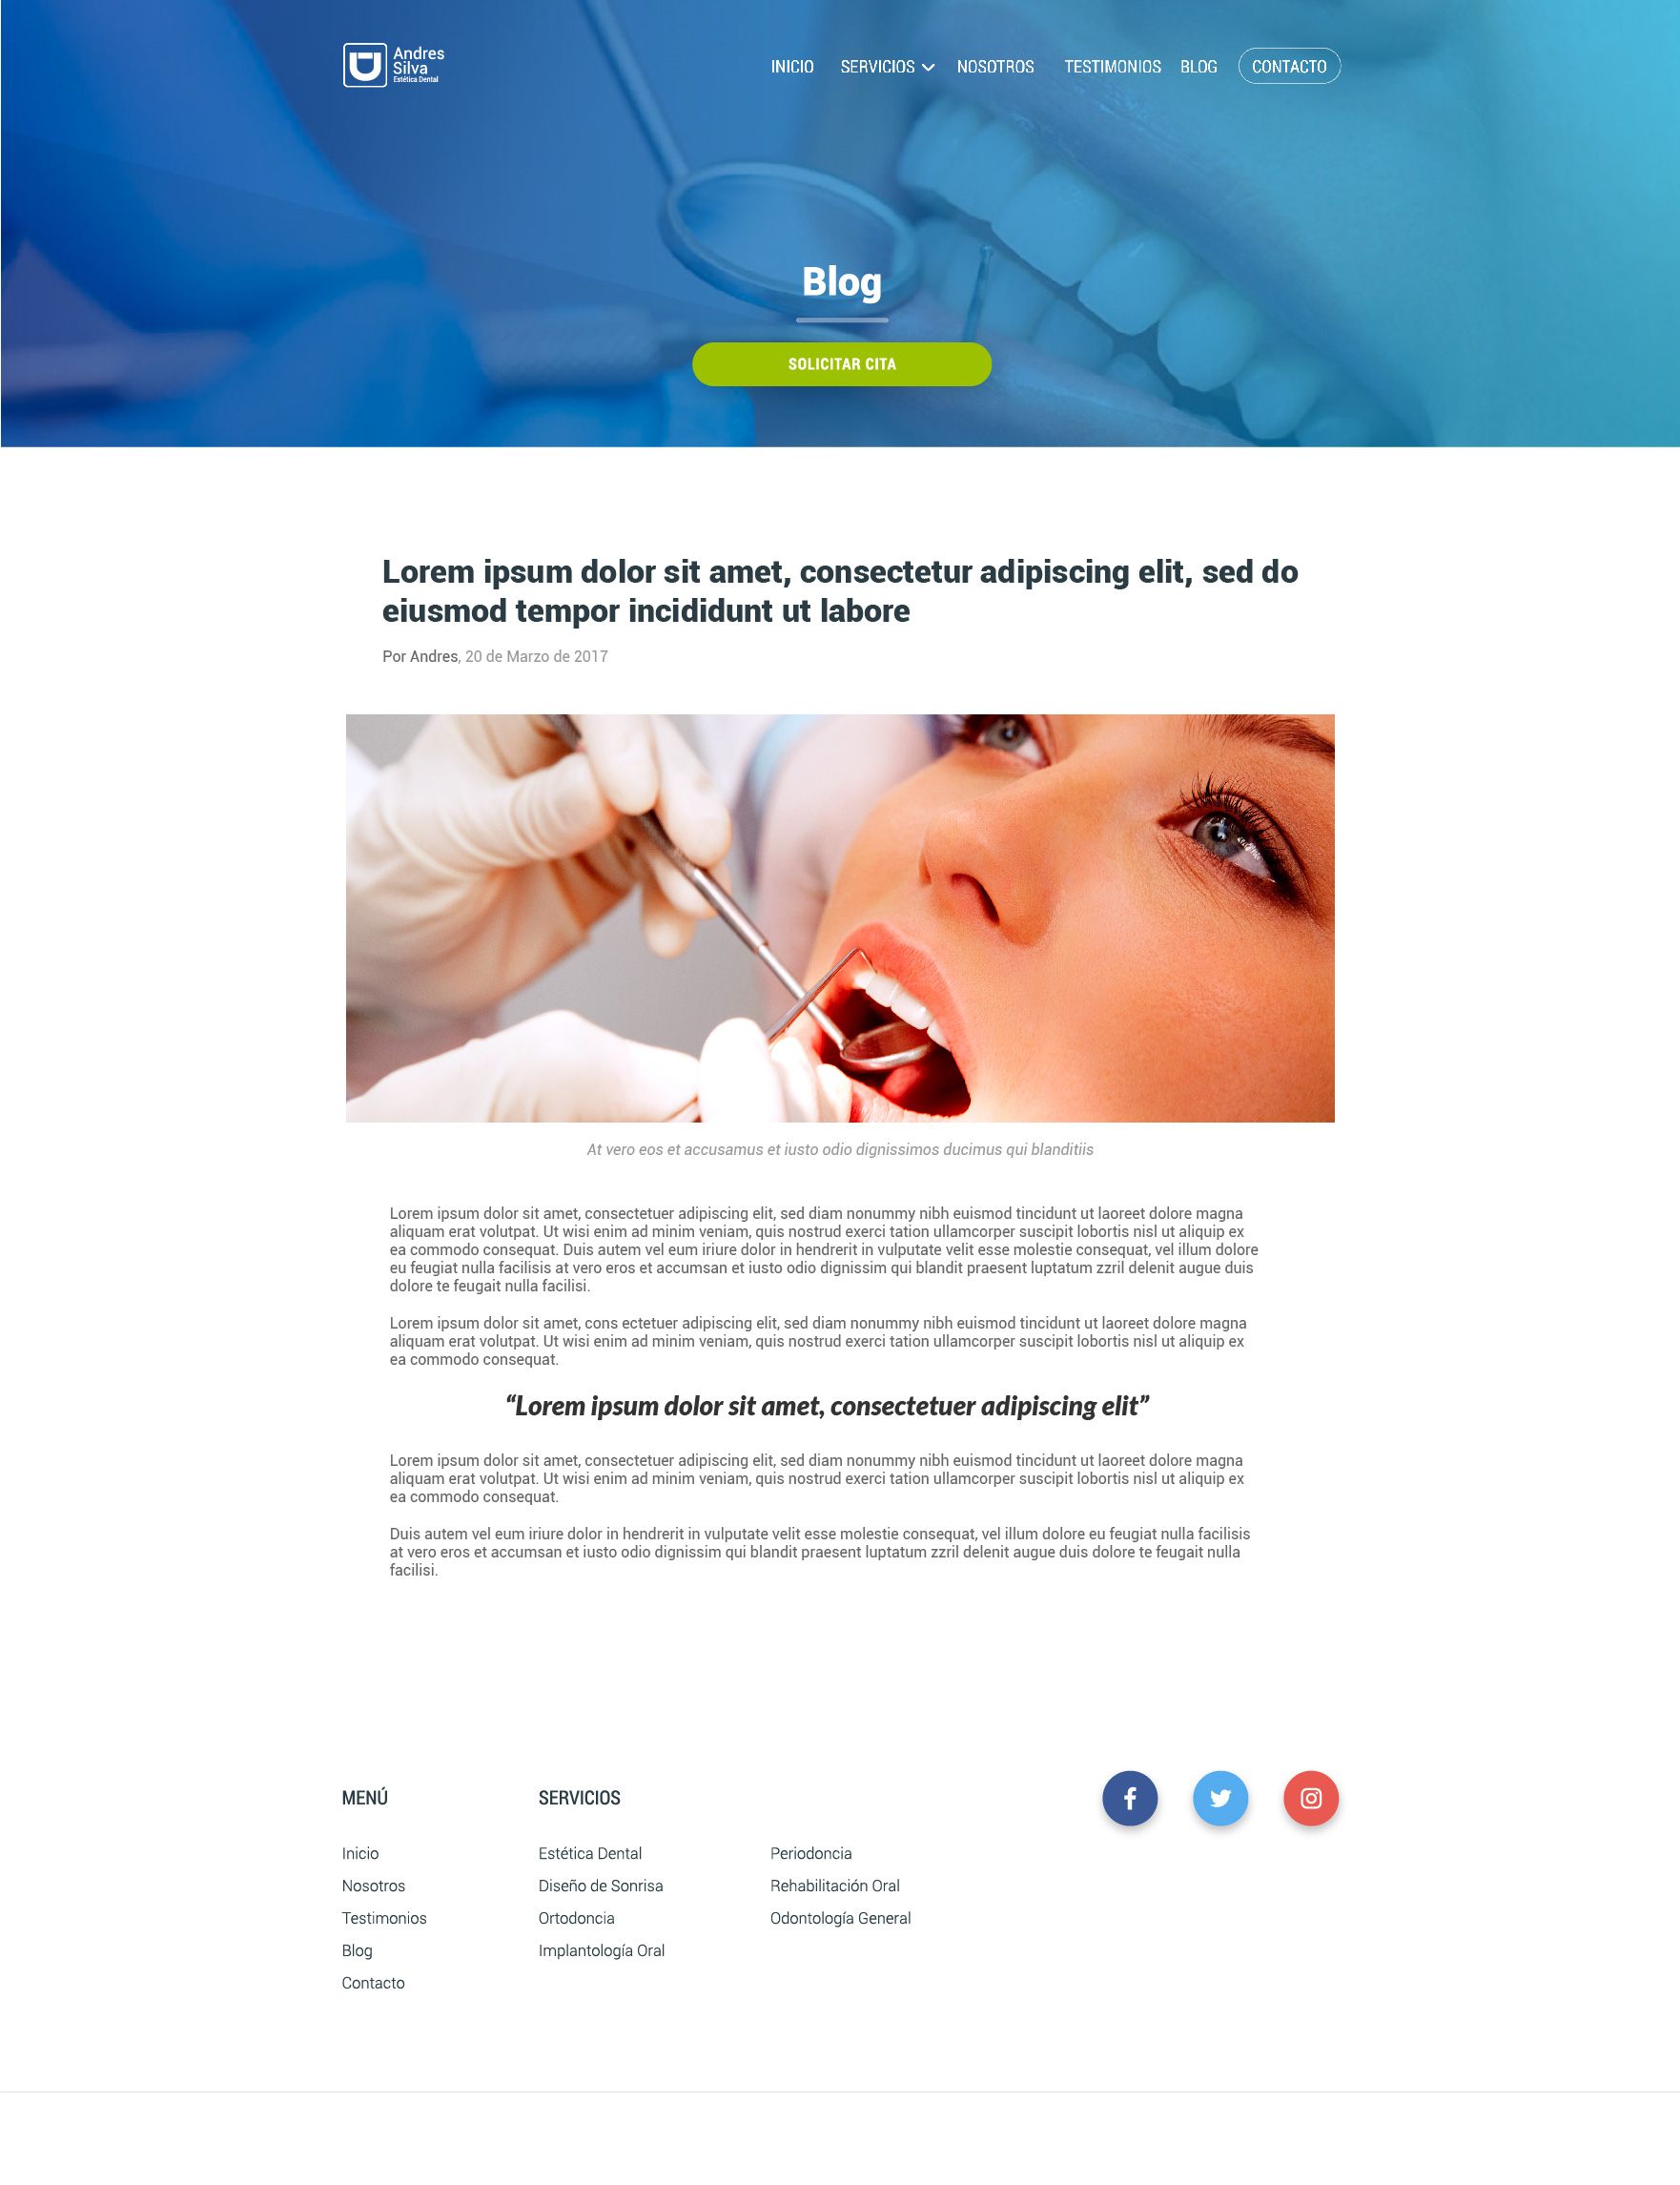 Andres
Silva
Estética Dental
INICIO SERVICIOS NOSOTROS TESTIMONIOS BLOG CONTACTO
Blog
SOLICITAR CITA
Lorem ipsum dolor sit amet, consectetur adipiscing elit, sed do
eiusmod tempor incididunt ut labore
Por Andres, 20 de Marzo de 2017
At vero eos et accusamus et iusto odio dignissimos ducimus qui blanditiis
Lorem ipsum dolor sit amet, consectetuer adipiscing elit, sed diam nonummy nibh euismod tincidunt ut laoreet dolore magna
aliquam erat volutpat. Ut wisi enim ad minim veniam, quis nostrud exerci tation ullamcorper suscipit lobortis nisl ut aliquip ex
ea commodo consequat. Duis autem vel eum iriure dolor in hendrerit in vulputate velit esse molestie consequat, vel illum dolore
eu feugiat nulla facilisis at vero eros et accumsan et iusto odio dignissim qui blandit praesent luptatum zzril delenit augue duis
dolore te feugait nulla facilisi.
Lorem ipsum dolor sit amet, cons ectetuer adipiscing elit, sed diam nonummy nibh euismod tincidunt ut laoreet dolore magna
aliquam erat volutpat. Ut wisi enim ad minim veniam, quis nostrud exerci tation ullamcorper suscipit lobortis nisl ut aliquip ex
ea commodo consequat.
“Lorem ipsum dolor sit amet, consectetuer adipiscing elit”
Lorem ipsum dolor sit amet, consectetuer adipiscing elit, sed diam nonummy nibh euismod tincidunt ut laoreet dolore magna
aliquam erat volutpat. Ut wisi enim ad minim veniam, quis nostrud exerci tation ullamcorper suscipit lobortis nisl ut aliquip ex
ea commodo consequat.
Duis autem vel eum iriure dolor in hendrerit in vulputate velit esse molestie consequat, vel illum dolore eu feugiat nulla facilisis
at vero eros et accumsan et iusto odio dignissim qui blandit praesent luptatum zzril delenit augue duis dolore te feugait nulla
facilisi.
MENÚ
Inicio
Nosotros
Testimonios
Blog
Contacto
SERVICIOS
Estética Dental
Diseño de Sonrisa
Ortodoncia
Implantología Oral
Periodoncia
Rehabilitación Oral
Odontología General